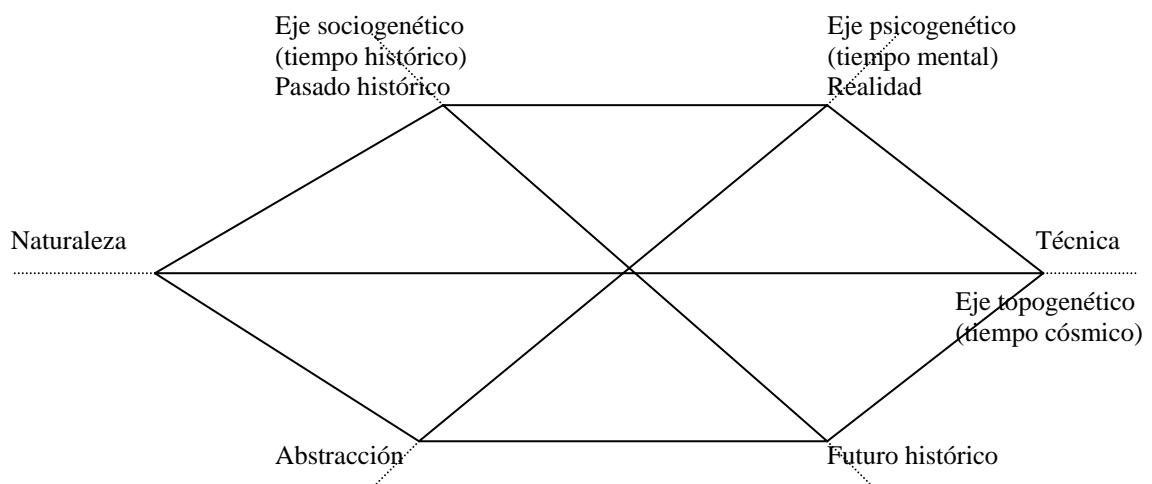 Eje sociogenético
(tiempo histórico)
Pasado histórico
Eje psicogenético
(tiempo mental)
Realidad
Naturaleza
Técnica
Eje topogenético
(tiempo cósmico)
Abstracción
Futuro histórico